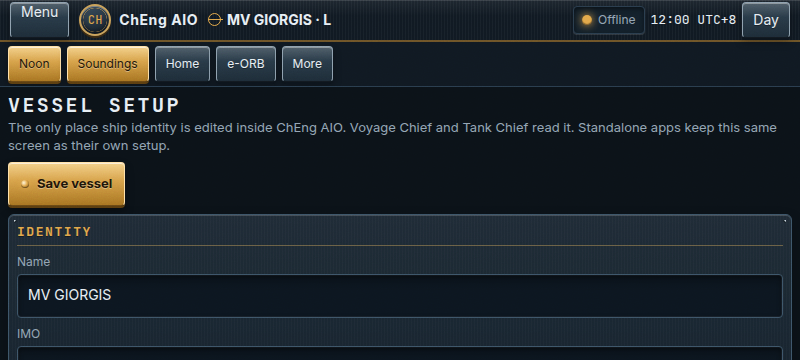 Menu
CH
ChEng AIO
MV GIORGIS · L
Offline
12:00 UTC+8
Day
Noon
Soundings
Home
e-ORB
More
VESSEL SETUP
The only place ship identity is edited inside ChEng AIO. Voyage Chief and Tank Chief read it. Standalone apps keep this same
screen as their own setup.
Save vessel
IDENTITY
Name
MV GIORGIS
IMO